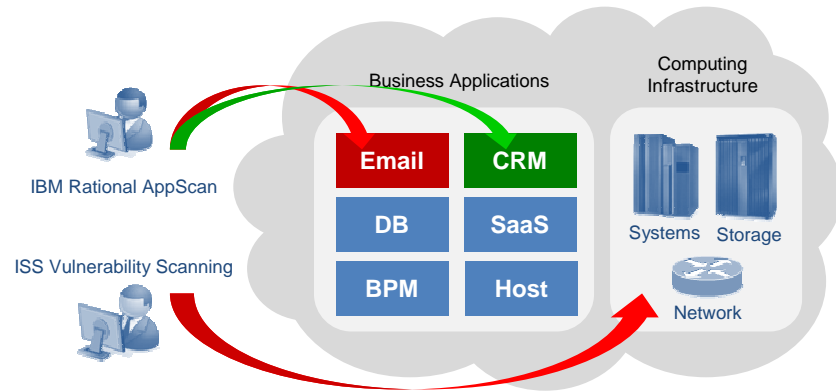 Business Applications
Computing
Infrastructure
Email
CRM
IBM Rational AppScan
DB
SaaS
Systems
Storage
ISS Vulnerability Scanning
BPM
Host
Network